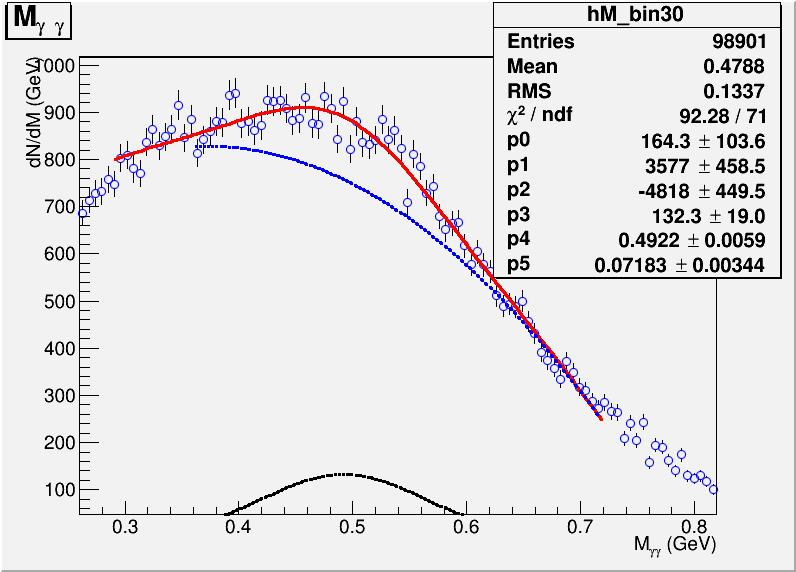 M γ γ
hM_bin30
Entries 98901
Mean 0.4788
RMS 0.1337
χ² / ndf 92.28 / 71
p0 164.3 ± 103.6
p1 3577 ± 458.5
p2 -4818 ± 449.5
p3 132.3 ± 19.0
p4 0.4922 ± 0.0059
p5 0.07183 ± 0.00344
dN/dM (GeV)
1000
900
800
700
600
500
400
300
200
100
0.3 0.4 0.5 0.6 0.7 0.8
Mγγ (GeV)